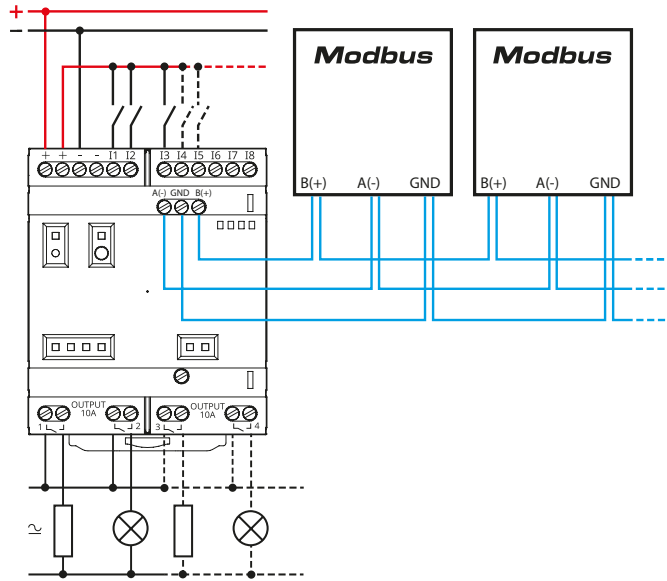 +
−
Modbus
Modbus
+ + - - I1 I2 I3 I4 I5 I6 I7 I8
B(+) A(-) GND
B(+) A(-) GND
A(-) GND B(+)
OUTPUT
10A
OUTPUT
10A
1 2 3 4